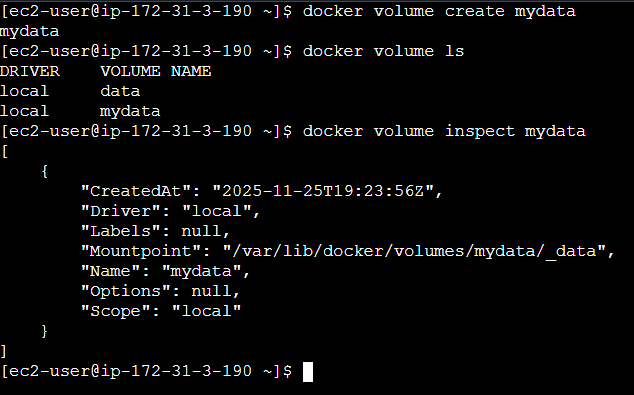 [ec2-user@ip-172-31-3-190 ~]$ docker volume create mydata
mydata
[ec2-user@ip-172-31-3-190 ~]$ docker volume ls
DRIVER    VOLUME NAME
local     data
local     mydata
[ec2-user@ip-172-31-3-190 ~]$ docker volume inspect mydata
[
    {
        "CreatedAt": "2025-11-25T19:23:56Z",
        "Driver": "local",
        "Labels": null,
        "Mountpoint": "/var/lib/docker/volumes/mydata/_data",
        "Name": "mydata",
        "Options": null,
        "Scope": "local"
    }
]
[ec2-user@ip-172-31-3-190 ~]$